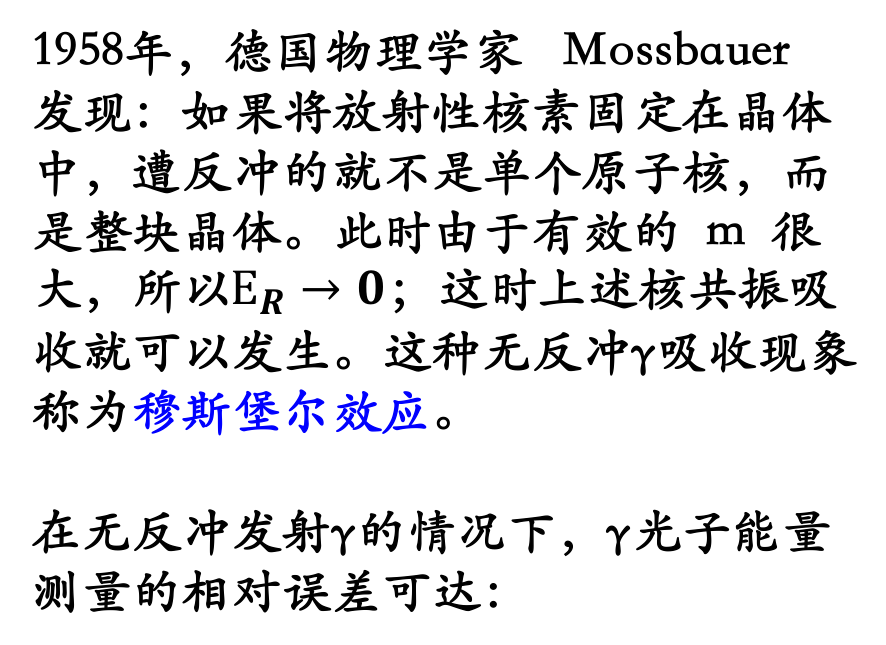 1958年，德国物理学家 Mossbauer
发现：如果将放射性核素固定在晶体
中，遭反冲的就不是单个原子核，而
是整块晶体。此时由于有效的 m 很
大，所以E_R → 0；这时上述核共振吸
收就可以发生。这种无反冲γ吸收现象
称为穆斯堡尔效应。
在无反冲发射γ的情况下，γ光子能量
测量的相对误差可达：